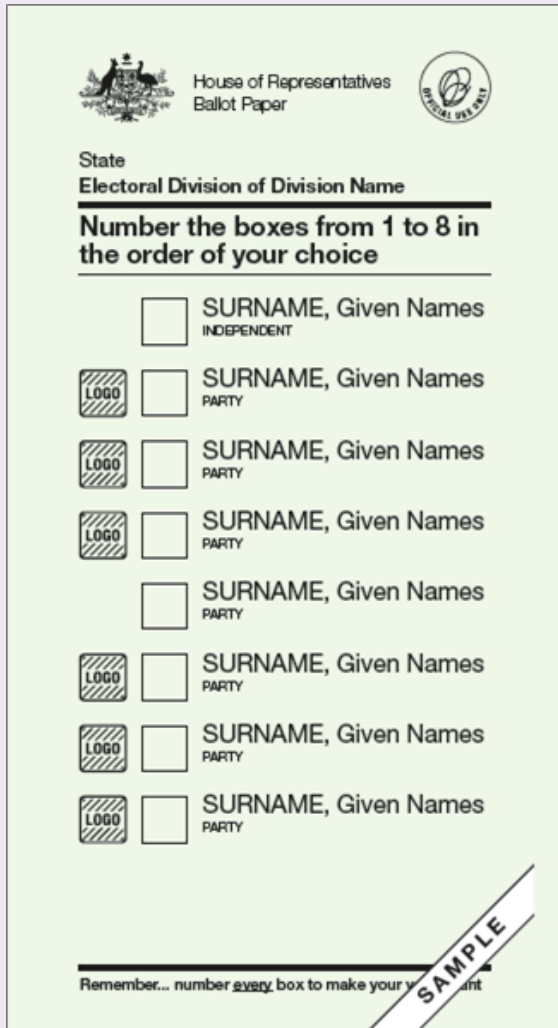 House of Representatives
Ballot Paper
OFFICIAL USE ONLY
State
Electoral Division of Division Name
Number the boxes from 1 to 8 in
the order of your choice
SURNAME, Given Names
INDEPENDENT
LOGO
SURNAME, Given Names
PARTY
LOGO
SURNAME, Given Names
PARTY
LOGO
SURNAME, Given Names
PARTY
SURNAME, Given Names
PARTY
LOGO
SURNAME, Given Names
PARTY
LOGO
SURNAME, Given Names
PARTY
LOGO
SURNAME, Given Names
PARTY
Remember... number every box to make your
SAMPLE